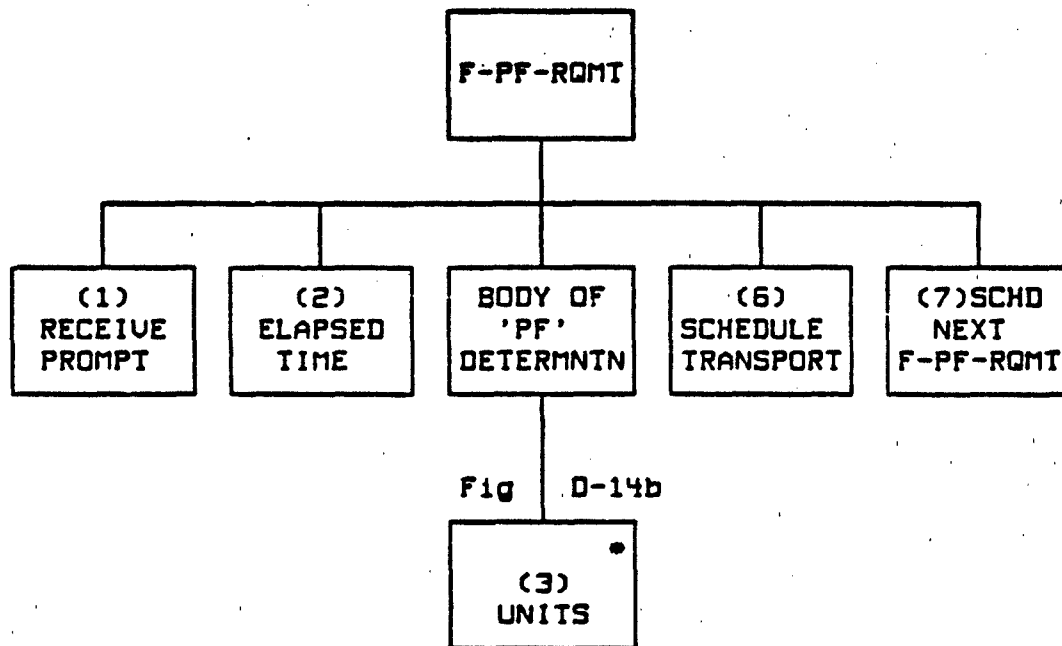 F-PF-RQMT
(1)
RECEIVE
PROMPT
(2)
ELAPSED
TIME
BODY OF
'PF'
DETERMNTN
(6)
SCHEDULE
TRANSPORT
(7)SCHD
NEXT
F-PF-RQMT
Fig D-14b
*
(3)
UNITS